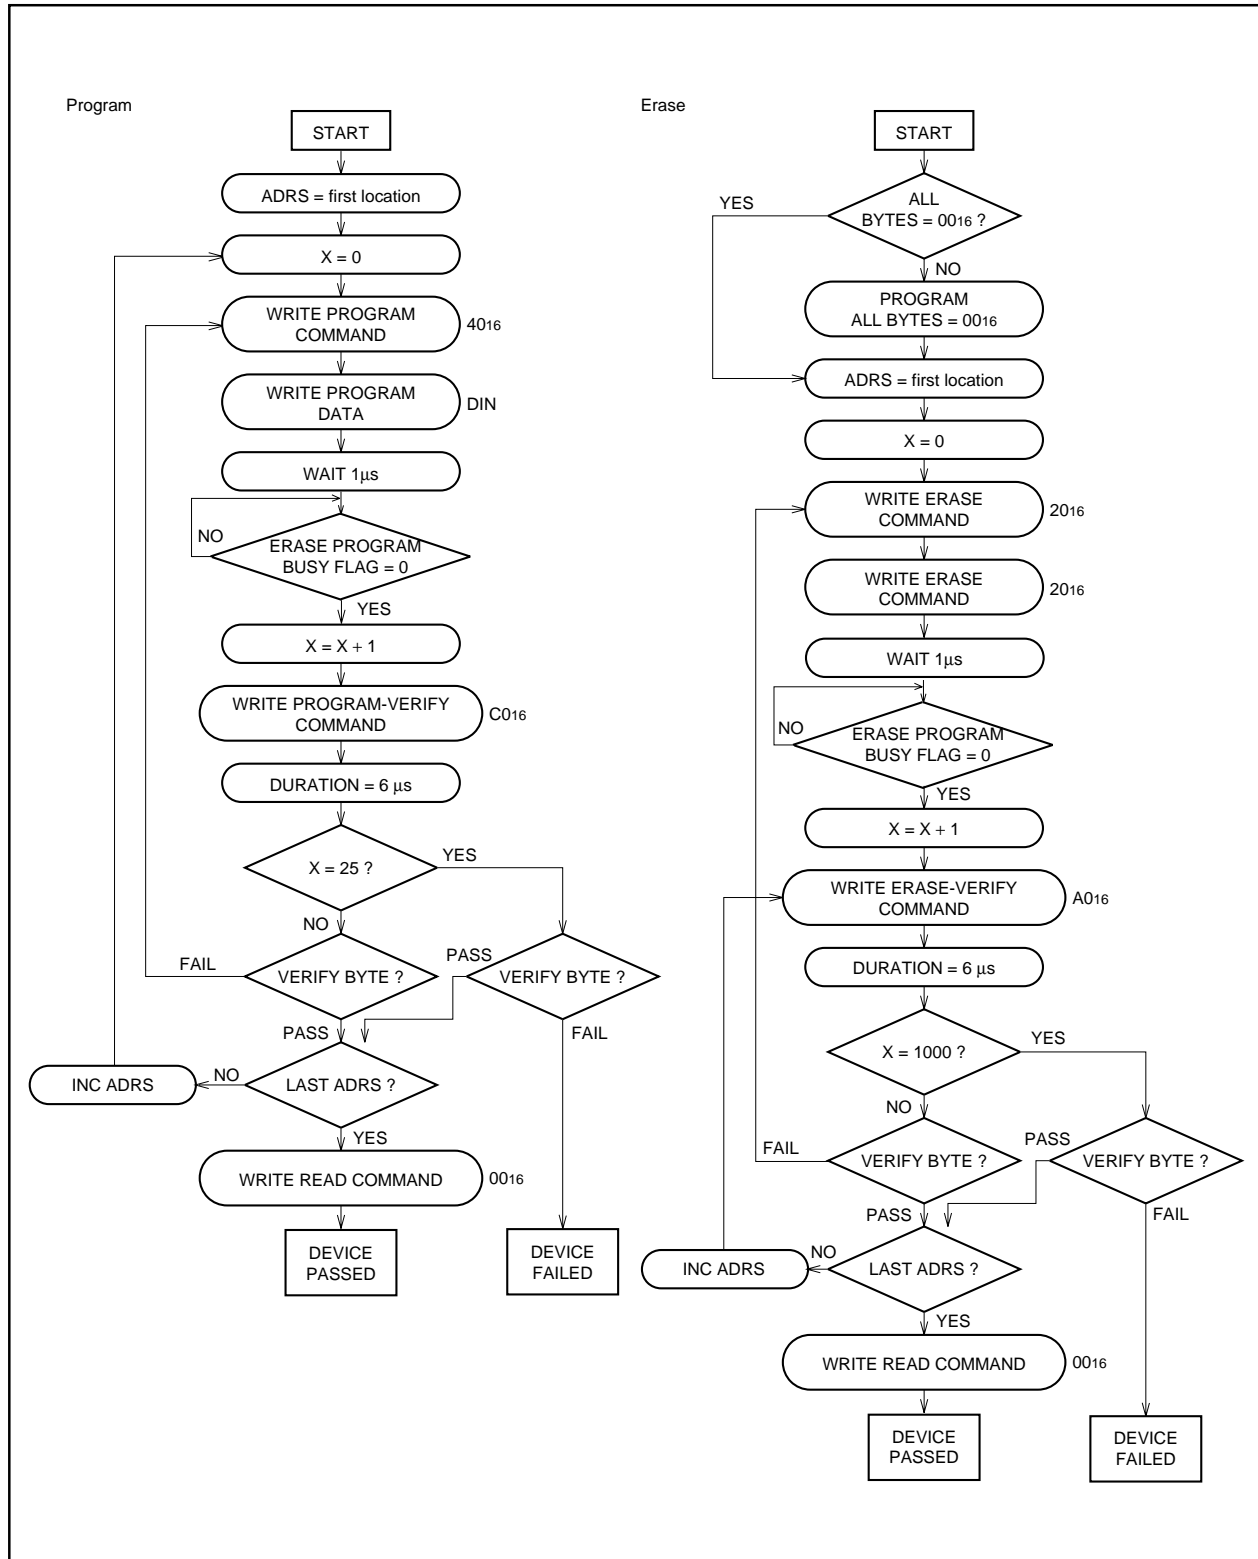 Program
START
ADRS = first location
X = 0
WRITE PROGRAM
COMMAND
4016
WRITE PROGRAM
DATA
DIN
WAIT 1µs
NO
ERASE PROGRAM
BUSY FLAG = 0
YES
X = X + 1
WRITE PROGRAM-VERIFY
COMMAND
C016
DURATION = 6 µs
X = 25 ?
YES
NO
FAIL
VERIFY BYTE ?
PASS
VERIFY BYTE ?
PASS
FAIL
INC ADRS
NO
LAST ADRS ?
YES
WRITE READ COMMAND
0016
DEVICE
PASSED
DEVICE
FAILED
Erase
START
YES
ALL
BYTES = 0016 ?
NO
PROGRAM
ALL BYTES = 0016
ADRS = first location
X = 0
WRITE ERASE
COMMAND
2016
WRITE ERASE
COMMAND
2016
WAIT 1µs
NO
ERASE PROGRAM
BUSY FLAG = 0
YES
X = X + 1
WRITE ERASE-VERIFY
COMMAND
A016
DURATION = 6 µs
X = 1000 ?
YES
NO
FAIL
VERIFY BYTE ?
PASS
VERIFY BYTE ?
PASS
FAIL
INC ADRS
NO
LAST ADRS ?
YES
WRITE READ COMMAND
0016
DEVICE
PASSED
DEVICE
FAILED